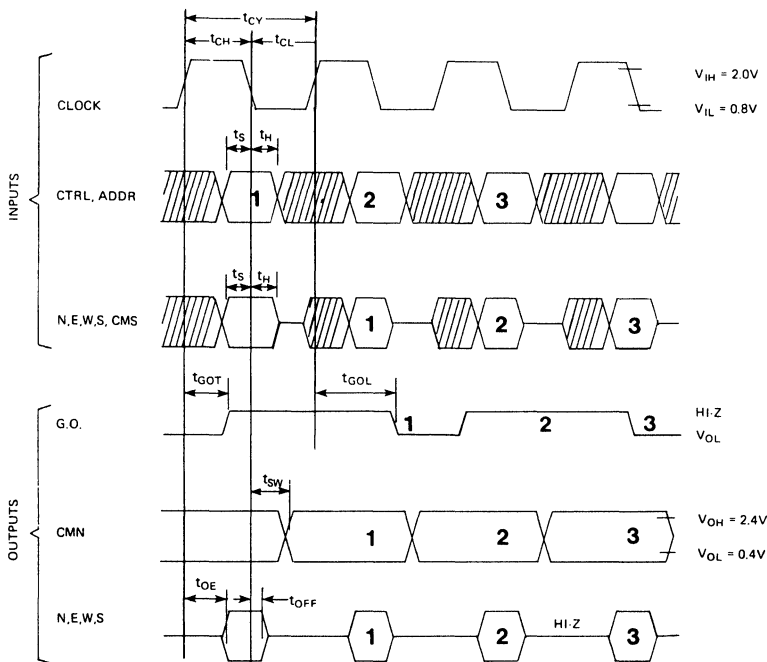 tCY
tCH tCL
CLOCK
VIH = 2.0V
VIL = 0.8V
tS tH
INPUTS
CTRL, ADDR
1 2 3
tS tH
N,E,W,S, CMS
1 2 3
tGOT tGOL
G.O.
1 2 3
HI-Z
VOL
tSW
OUTPUTS
CMN
1 2 3
VOH = 2.4V
VOL = 0.4V
tOE tOFF
N,E,W,S
1 2 HI-Z 3